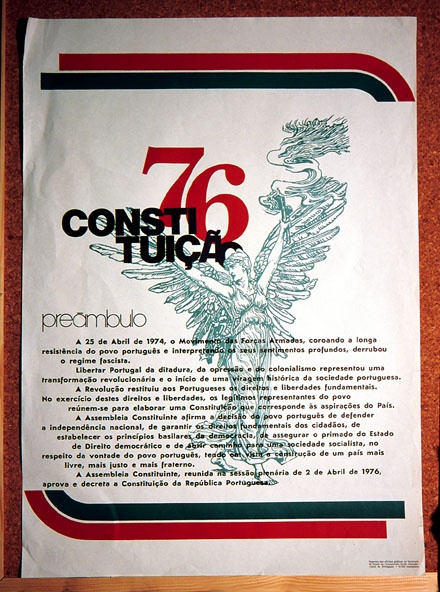 76
CONSTI
TUIÇÃO
preâmbulo
A 25 de Abril de 1974, o Movimento das Forças Armadas, coroando a longa
resistência do povo português e interpretando os seus sentimentos profundos, derrubou
o regime fascista.
Libertar Portugal da ditadura, da opressão e do colonialismo representou uma
transformação revolucionária e o início de uma viragem histórica da sociedade portuguesa.
A Revolução restituiu aos Portugueses os direitos e liberdades fundamentais.
No exercício destes direitos e liberdades, os legítimos representantes do povo
reúnem-se para elaborar uma Constituição que corresponde às aspirações do País.
A Assembleia Constituinte afirma a decisão do povo português de defender
a independência nacional, de garantir os direitos fundamentais dos cidadãos, de
estabelecer os princípios basilares da democracia, de assegurar o primado do Estado
de Direito democrático e de abrir caminho para uma sociedade socialista, no
respeito da vontade do povo português, tendo em vista a construção de um país mais
livre, mais justo e mais fraterno.
A Assembleia Constituinte, reunida na sessão plenária de 2 de Abril de 1976,
aprova e decreta a Constituição da República Portuguesa.